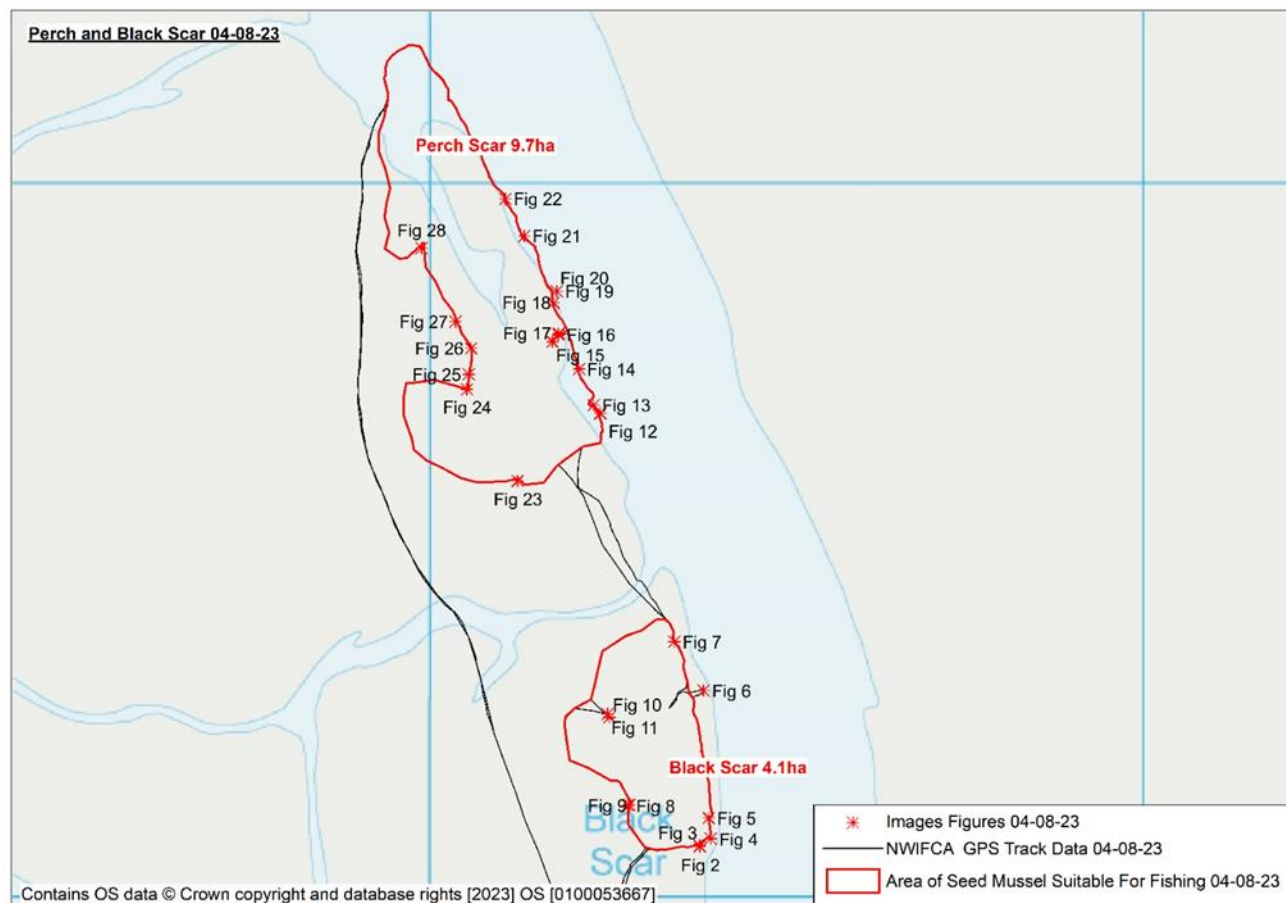 Perch and Black Scar 04-08-23
Perch Scar 9.7ha
Fig 22
Fig 28
Fig 21
Fig 20
Fig 18
Fig 19
Fig 27
Fig 17
Fig 16
Fig 26
Fig 15
Fig 14
Fig 25
Fig 24
Fig 13
Fig 12
Fig 23
Fig 7
Fig 6
Fig 10
Fig 11
Black Scar 4.1ha
Fig 9
Fig 8
Black
Scar
Fig 5
Fig 3
Fig 4
Fig 2
Images Figures 04-08-23
NWIFCA GPS Track Data 04-08-23
Area of Seed Mussel Suitable For Fishing 04-08-23
Contains OS data © Crown copyright and database rights [2023] OS [0100053667]